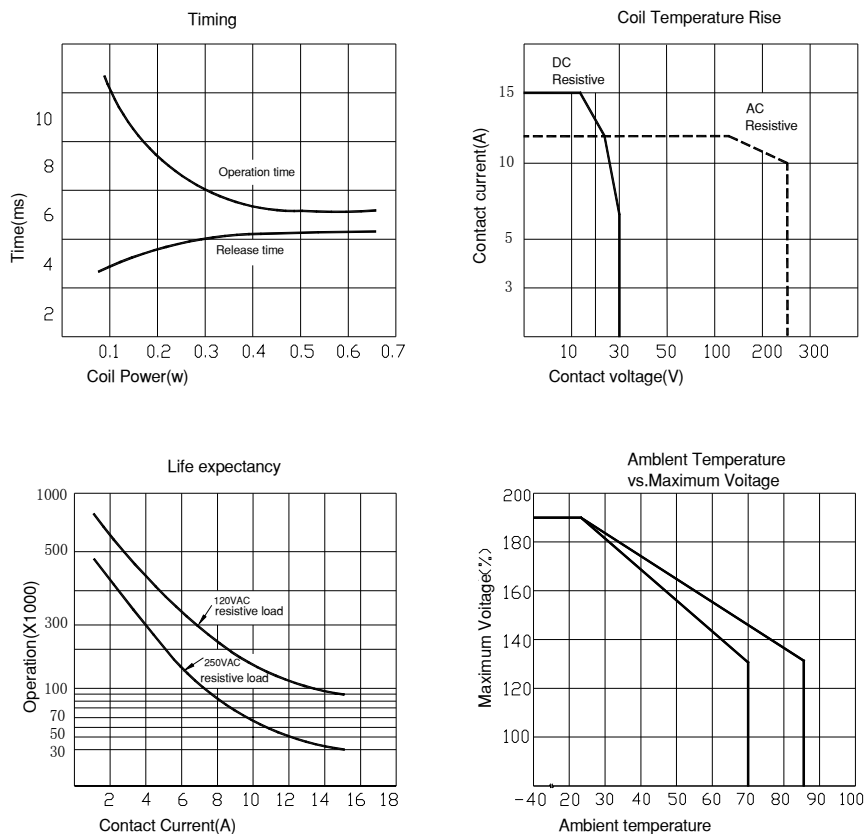 Timing
10
8
6
4
2
Time(ms)
Operation time
Release time
0.1 0.2 0.3 0.4 0.5 0.6 0.7
Coil Power(w)
Coil Temperature Rise
DC
Resistive
AC
Resistive
15
10
5
3
Contact current(A)
10 30 50 100 200 300
Contact voltage(V)
Life expectancy
1000
500
300
100
70
50
30
Operation(X1000)
120VAC
resistive load
250VAC
resistive load
2 4 6 8 10 12 14 16 18
Contact Current(A)
Amblent Temperature
vs.Maximum Voltage
200
180
160
140
120
100
Maximum Voitage(%)
-40 20 30 40 50 60 70 80 90 100
Ambient temperature